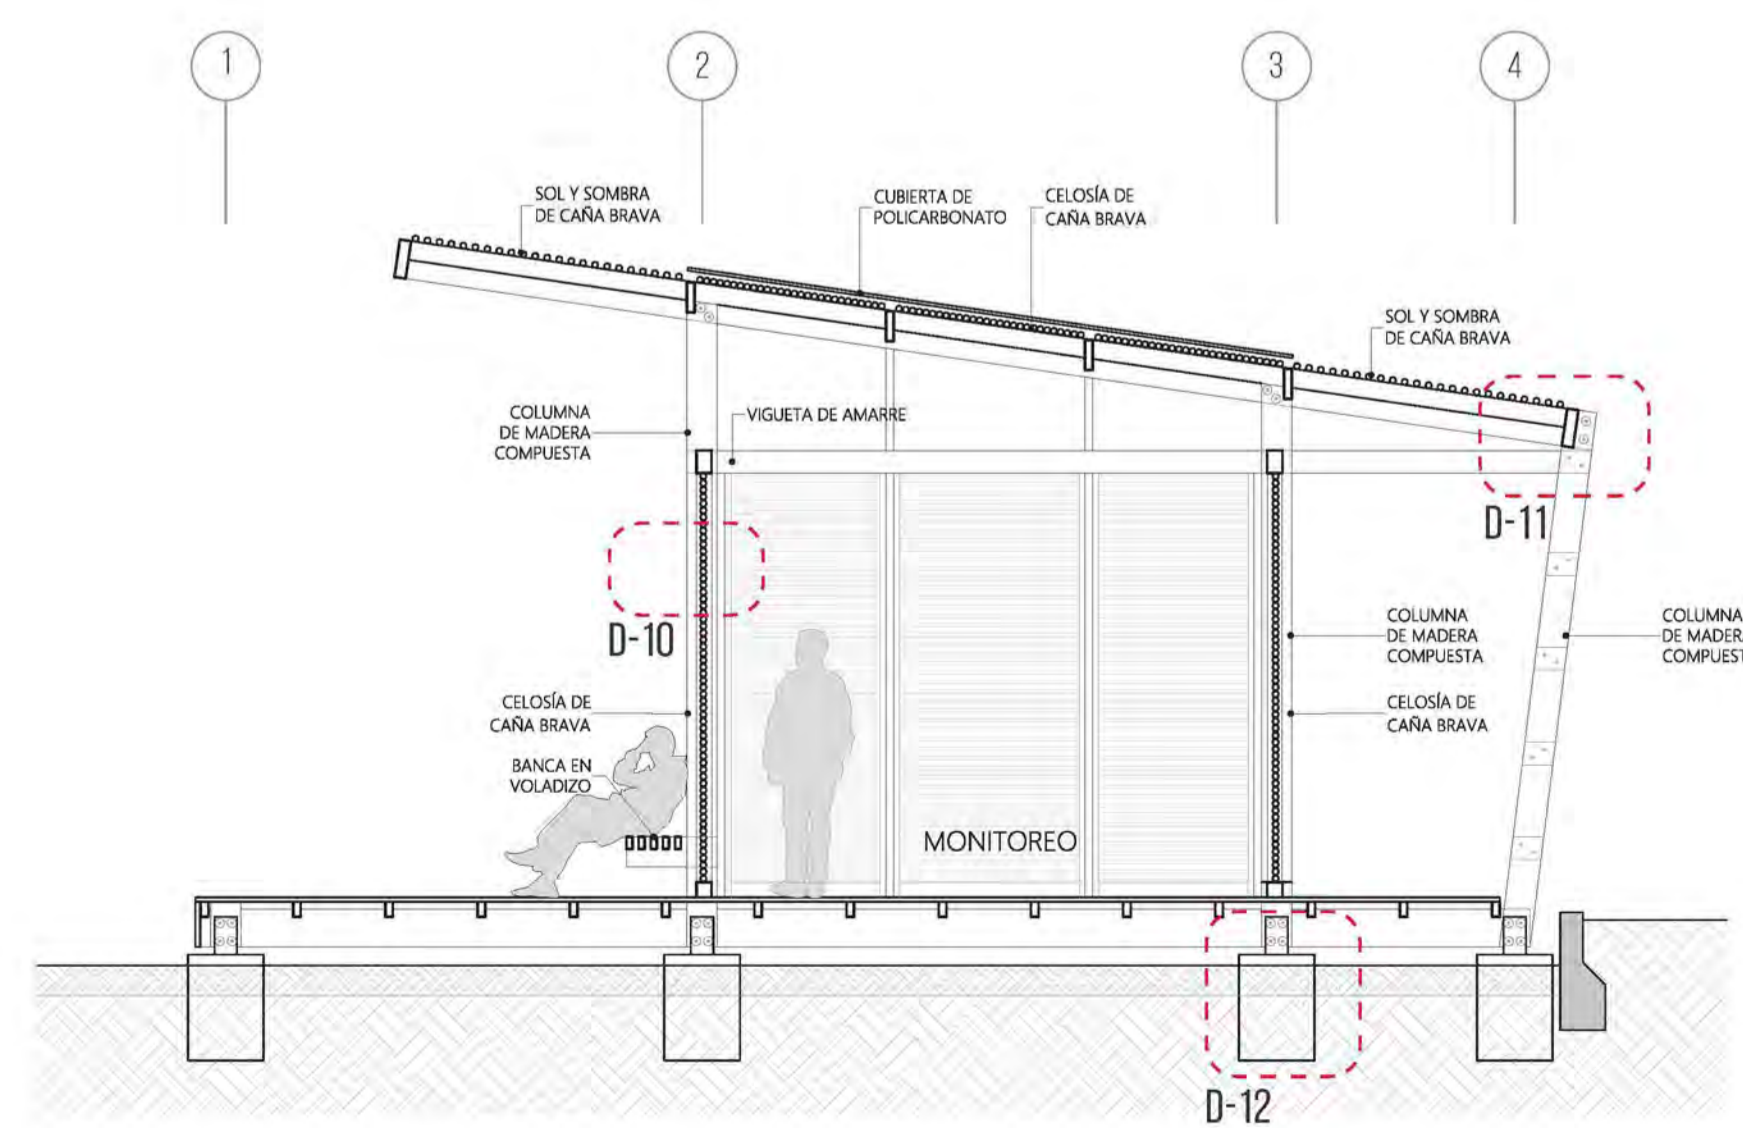 1
2
3
4
SOL Y SOMBRA
DE CAÑA BRAVA
CUBIERTA DE
POLICARBONATO
CELOSÍA DE
CAÑA BRAVA
SOL Y SOMBRA
DE CAÑA BRAVA
COLUMNA
DE MADERA
COMPUESTA
VIGUETA DE AMARRE
D-11
D-10
COLUMNA
DE MADERA
COMPUESTA
COLUMNA
DE MADER
COMPUEST
CELOSÍA DE
CAÑA BRAVA
CELOSÍA DE
CAÑA BRAVA
BANCA EN
VOLADIZO
MONITOREO
D-12